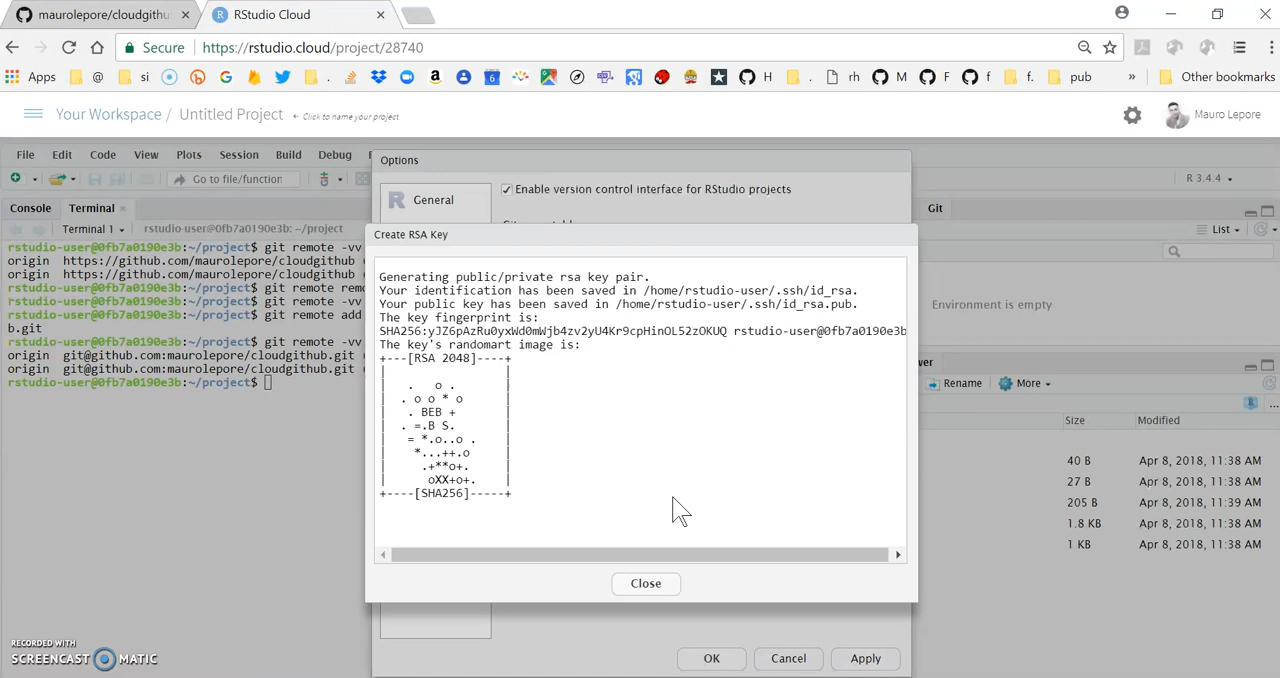 maurolepore/cloudgithu
RStudio Cloud
Secure
https://rstudio.cloud/project/28740
Apps
@
si
.
G
a
6
.
H
.
rh
M
F
f
f.
pub
»
Other bookmarks
Your Workspace / Untitled Project ← Click to name your project
Mauro Lepore
File Edit Code View Plots Session Build Debug
Go to file/function
R 3.4.4
Options
R General
Enable version control interface for RStudio projects
Console Terminal
Terminal 1 rstudio-user@0fb7a0190e3b: ~/project
rstudio-user@0fb7a0190e3b:~/project$ git remote -vv
origin https://github.com/maurolepore/cloudgithub
origin https://github.com/maurolepore/cloudgithub
rstudio-user@0fb7a0190e3b:~/project$ git remote remo
rstudio-user@0fb7a0190e3b:~/project$ git remote -vv
rstudio-user@0fb7a0190e3b:~/project$ git remote add
b.git
rstudio-user@0fb7a0190e3b:~/project$ git remote -vv
origin git@github.com:maurolepore/cloudgithub.git (
origin git@github.com:maurolepore/cloudgithub.git (
rstudio-user@0fb7a0190e3b:~/project$
Create RSA Key
Generating public/private rsa key pair.
Your identification has been saved in /home/rstudio-user/.ssh/id_rsa.
Your public key has been saved in /home/rstudio-user/.ssh/id_rsa.pub.
The key fingerprint is:
SHA256:yJZ6pAzRu0yxWd0mWjb4zv2yU4Kr9cpHinOL52zOKUQ rstudio-user@0fb7a0190e3b
The key's randomart image is:
+---[RSA 2048]----+
|                 |
|    .   o .      |
|   . o o * o     |
|    . BEB +      |
|   . =.B S.      |
|    = *.o..o .   |
|     *...++.o    |
|      .+**o+.    |
|       oXX+o+.   |
+----[SHA256]-----+
Close
OK Cancel Apply
Git
List
Environment is empty
wer
Rename More
Size Modified
40 B Apr 8, 2018, 11:38 AM
27 B Apr 8, 2018, 11:38 AM
205 B Apr 8, 2018, 11:39 AM
1.8 KB Apr 8, 2018, 11:38 AM
1 KB Apr 8, 2018, 11:38 AM
RECORDED WITH
SCREENCAST MATIC